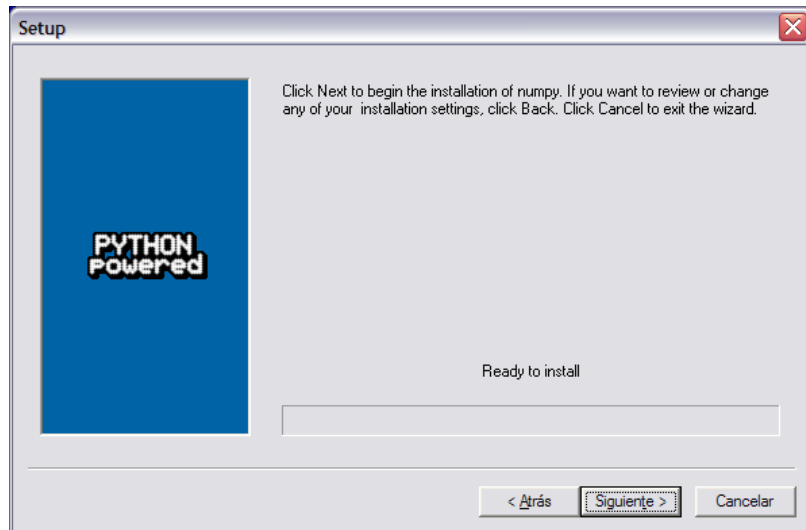 Setup
Click Next to begin the installation of numpy. If you want to review or change
any of your installation settings, click Back. Click Cancel to exit the wizard.
PYTHON
Powered
Ready to install
< Atrás
Siguiente >
Cancelar